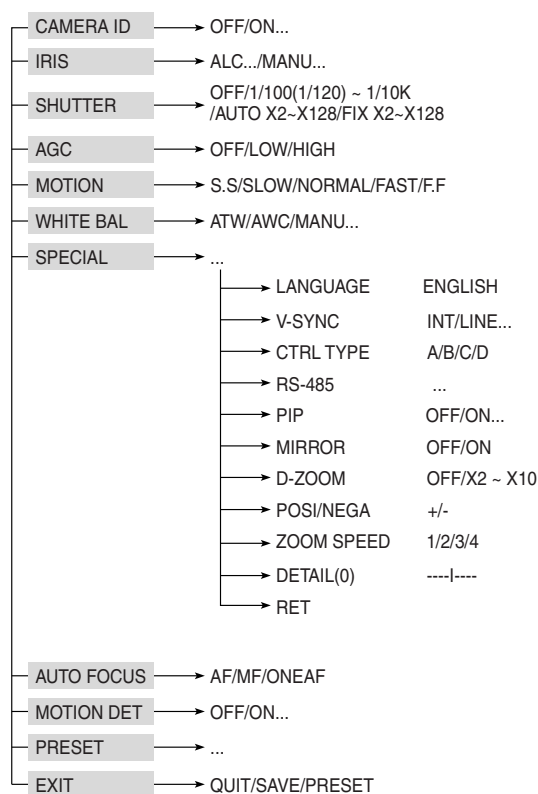 CAMERA ID OFF/ON...
IRIS ALC.../MANU...
SHUTTER OFF/1/100(1/120) ~ 1/10K
/AUTO X2~X128/FIX X2~X128
AGC OFF/LOW/HIGH
MOTION S.S/SLOW/NORMAL/FAST/F.F
WHITE BAL ATW/AWC/MANU...
SPECIAL ...
LANGUAGE ENGLISH
V-SYNC INT/LINE...
CTRL TYPE A/B/C/D
RS-485 ...
PIP OFF/ON...
MIRROR OFF/ON
D-ZOOM OFF/X2 ~ X10
POSI/NEGA +/-
ZOOM SPEED 1/2/3/4
DETAIL(0) ----I----
RET
AUTO FOCUS AF/MF/ONEAF
MOTION DET OFF/ON...
PRESET ...
EXIT QUIT/SAVE/PRESET